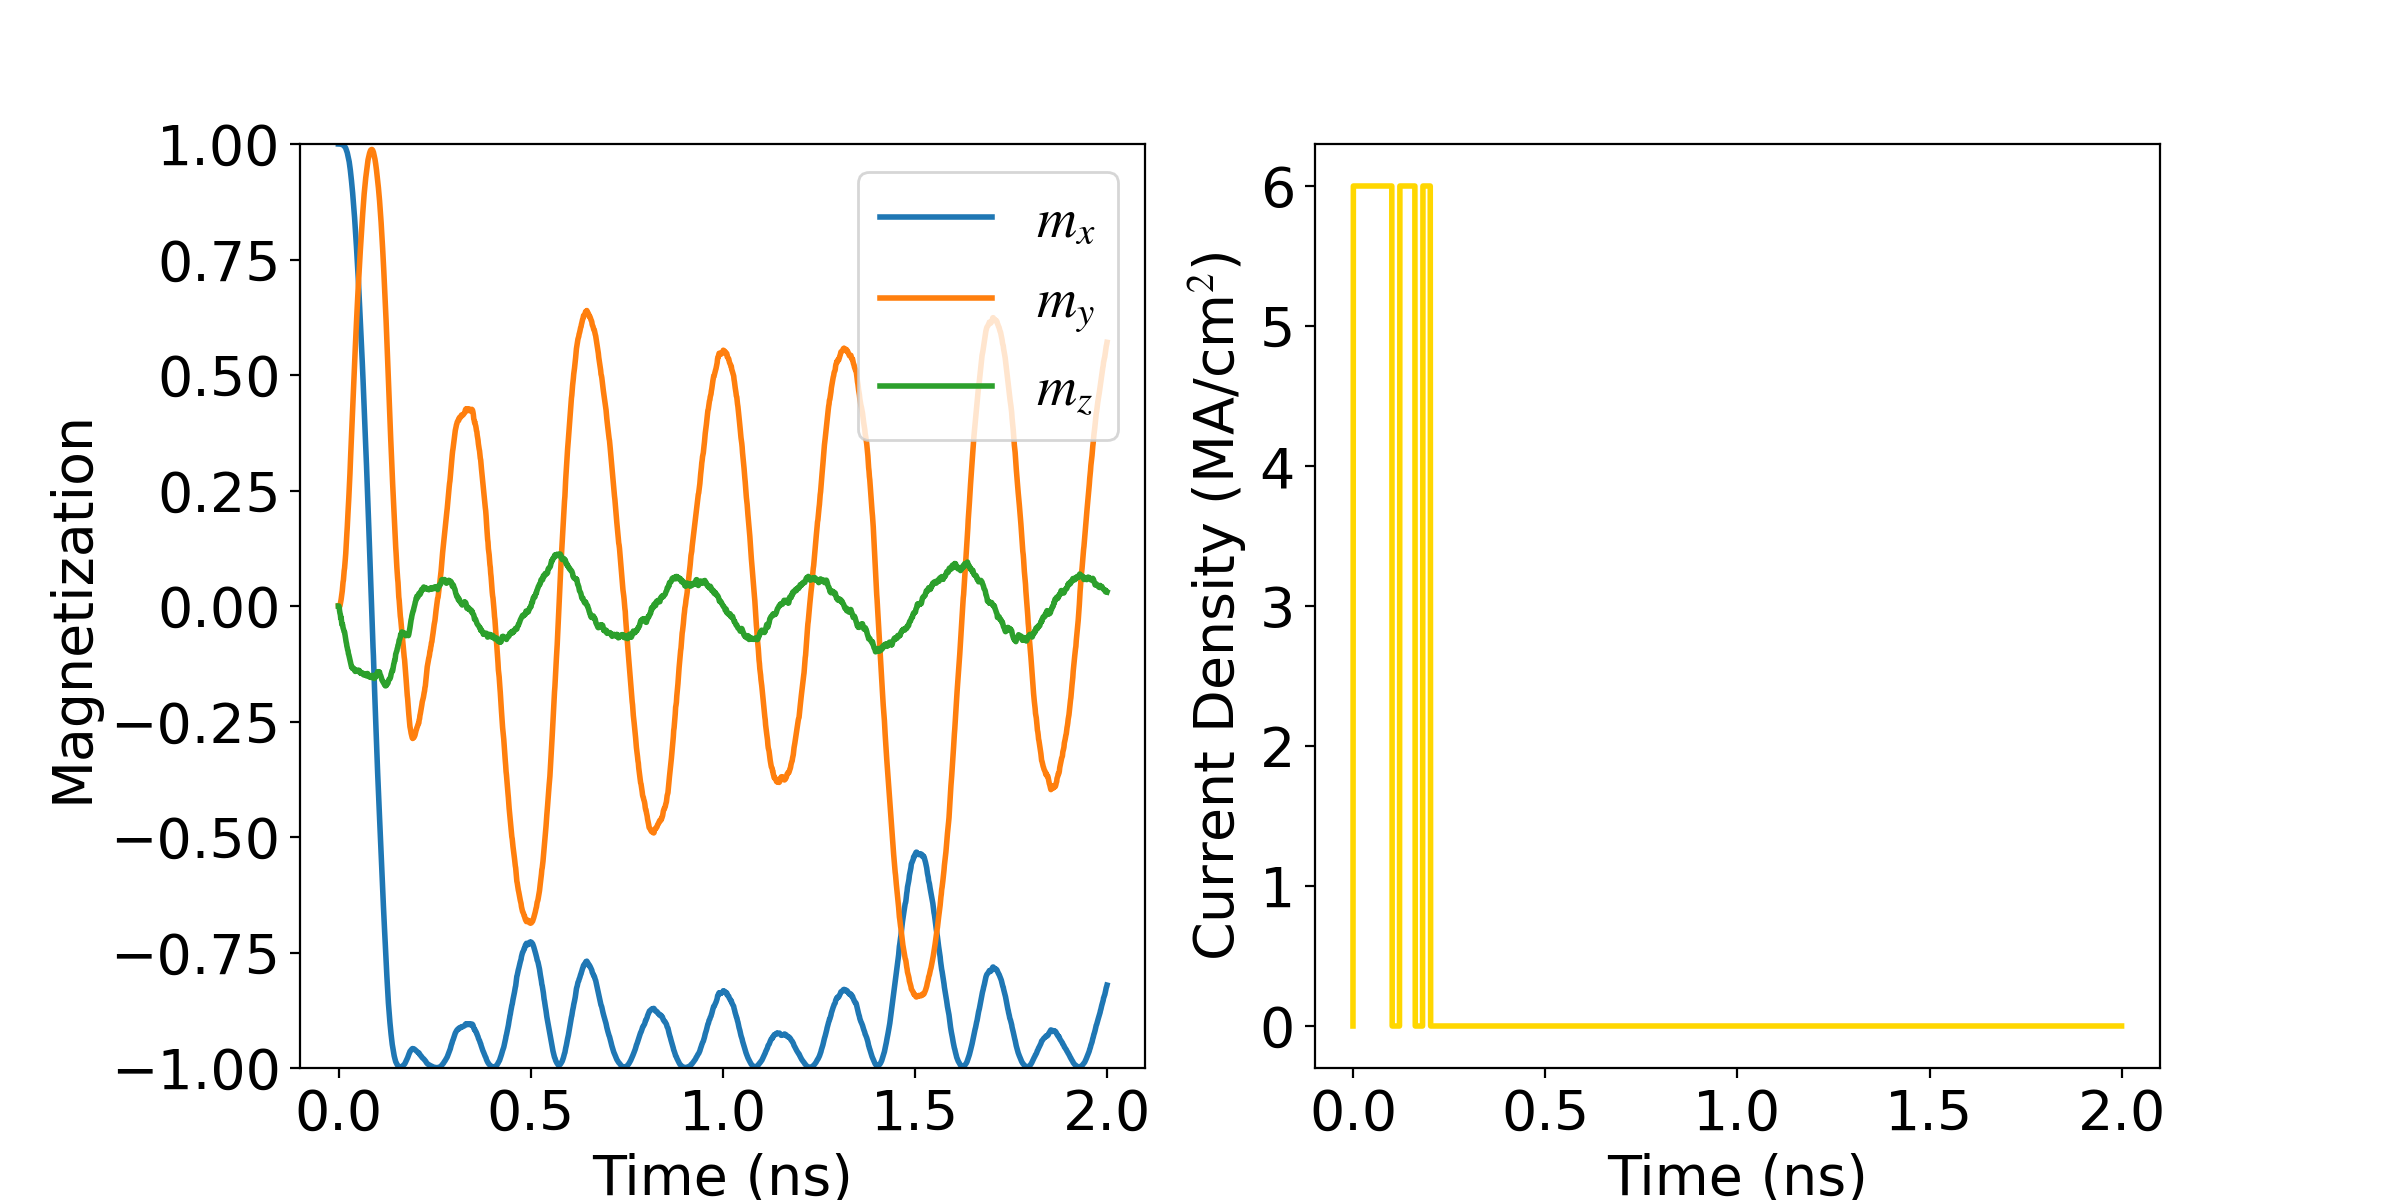 Magnetization
1.00
0.75
0.50
0.25
0.00
−0.25
−0.50
−0.75
−1.00
0.0 0.5 1.0 1.5 2.0
Time (ns)
m_x
m_y
m_z
Current Density (MA/cm²)
6
5
4
3
2
1
0
0.0 0.5 1.0 1.5 2.0
Time (ns)